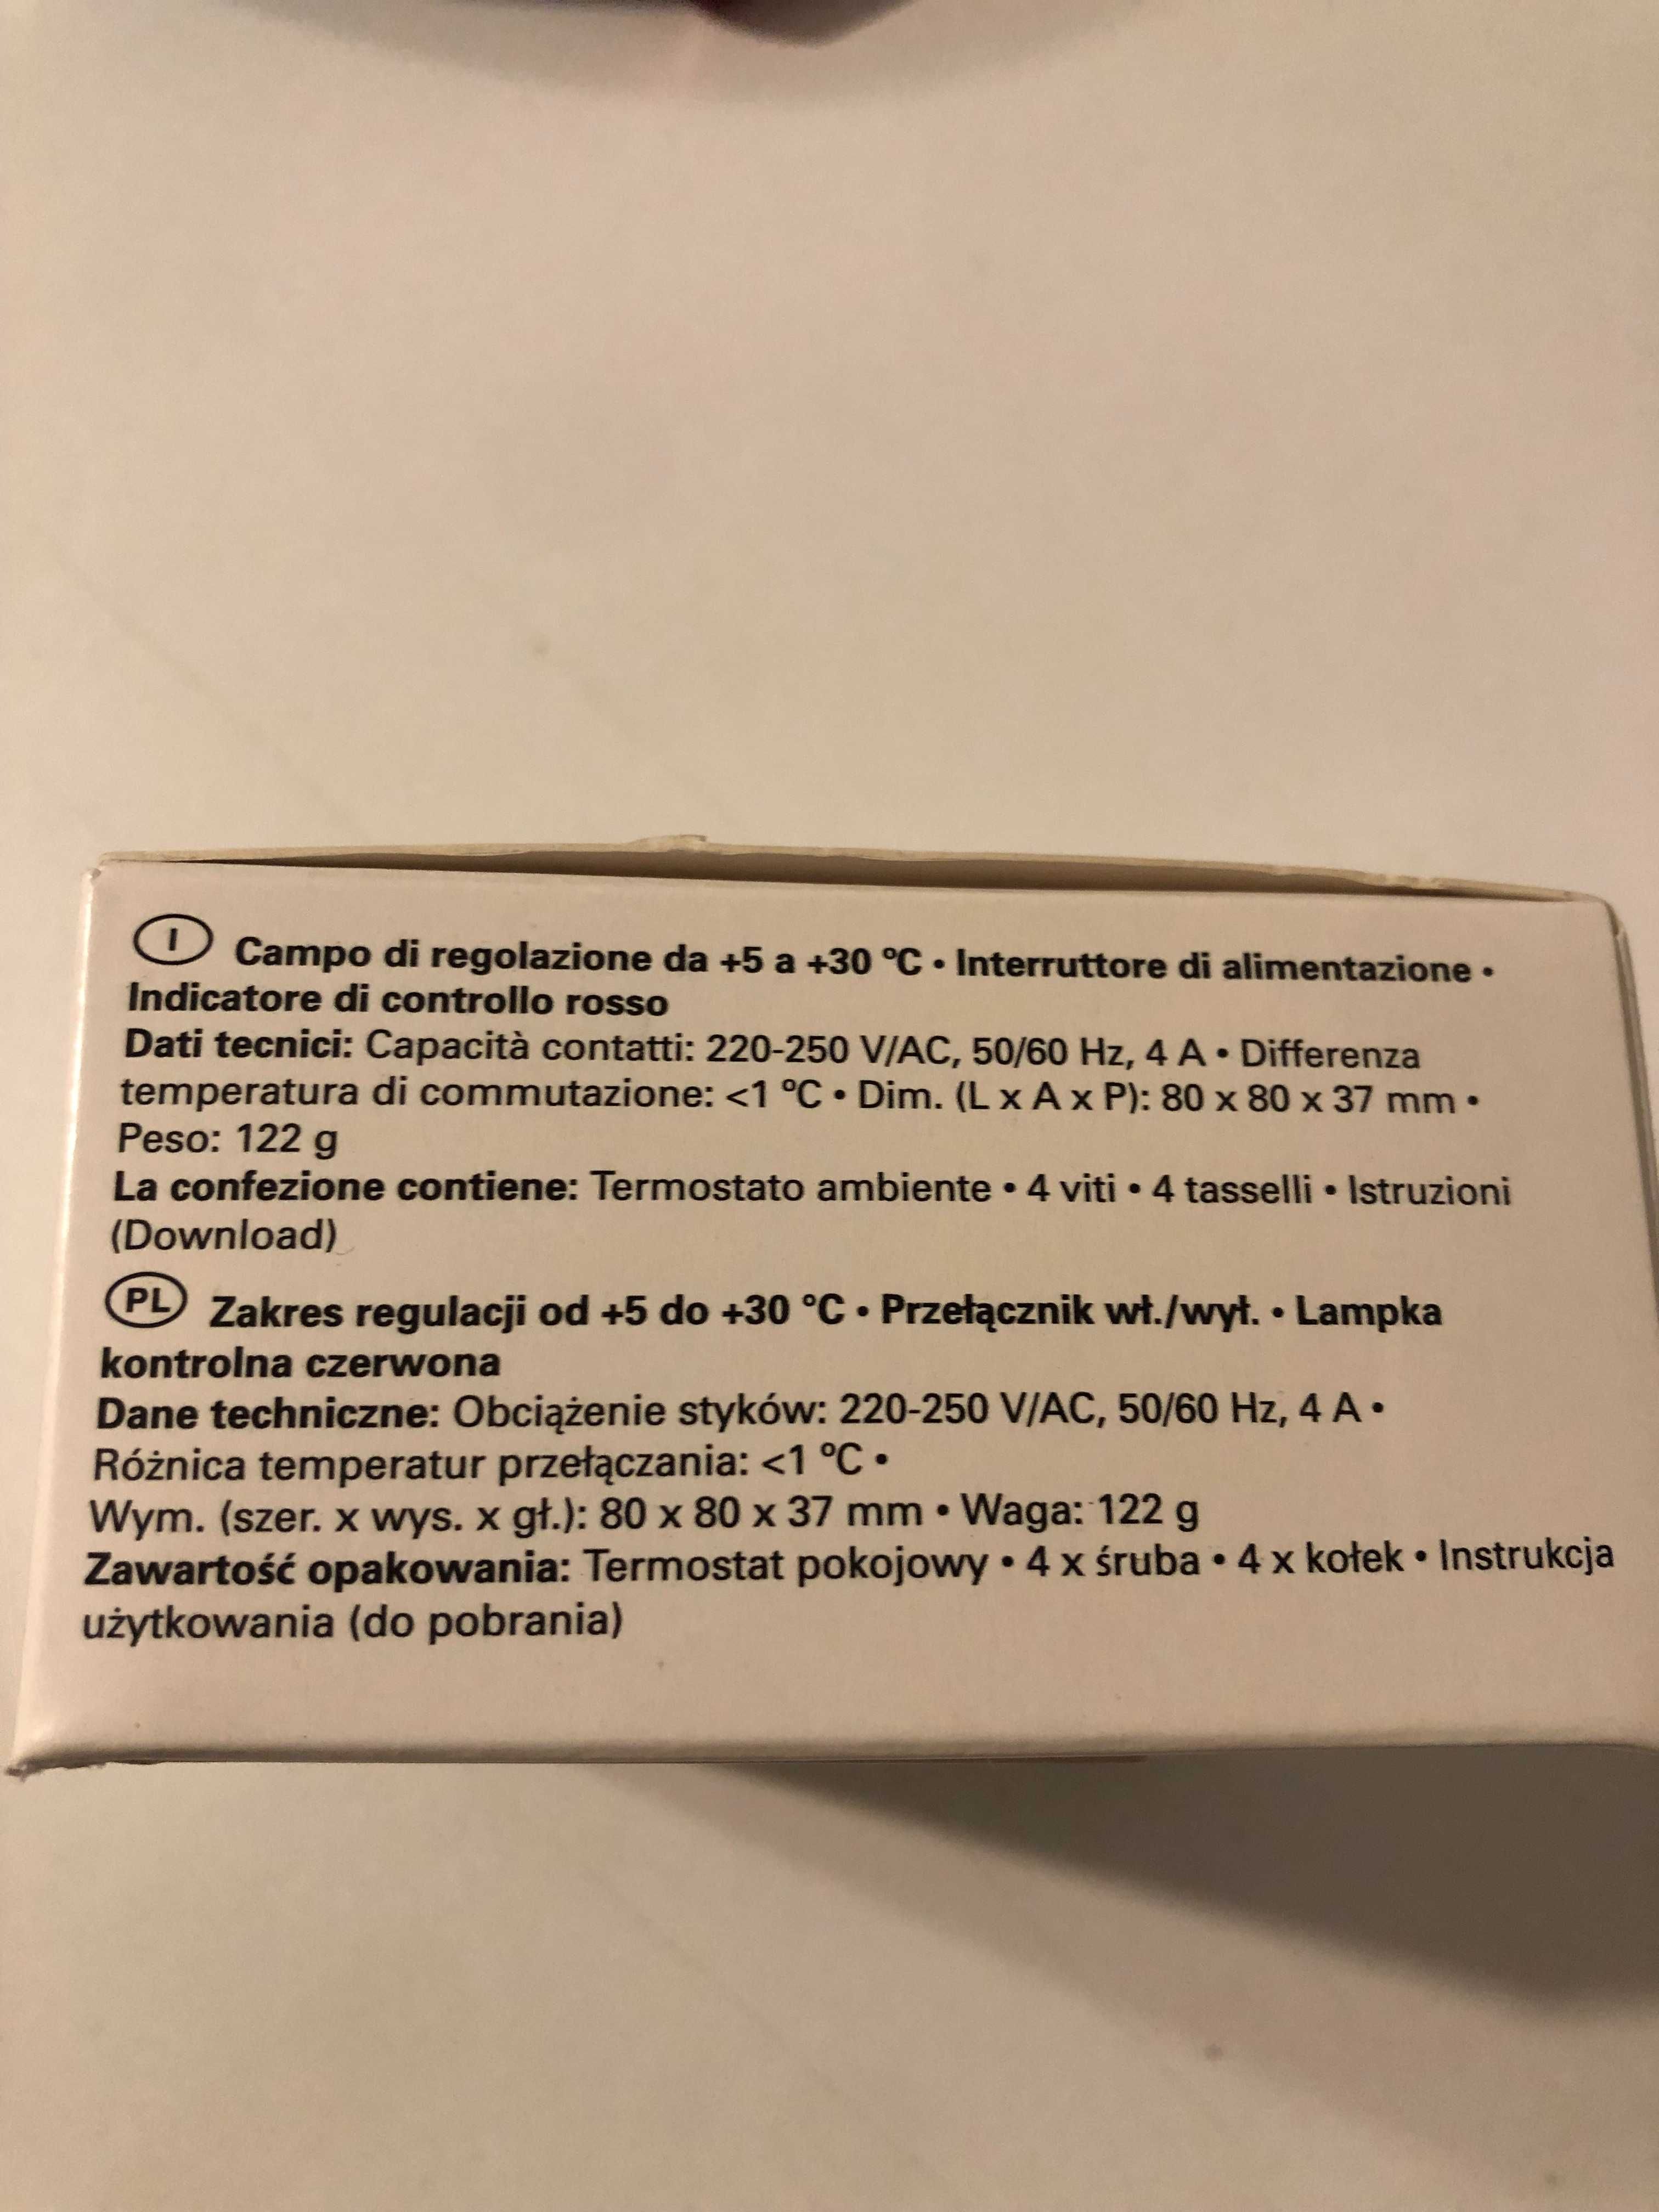 I Campo di regolazione da +5 a +30 ºC • Interruttore di alimentazione •
Indicatore di controllo rosso
Dati tecnici: Capacità contatti: 220-250 V/AC, 50/60 Hz, 4 A • Differenza
temperatura di commutazione: <1 ºC • Dim. (L x A x P): 80 x 80 x 37 mm •
Peso: 122 g
La confezione contiene: Termostato ambiente • 4 viti • 4 tasselli • Istruzioni
(Download)
PL Zakres regulacji od +5 do +30 °C • Przełącznik wł./wył. • Lampka
kontrolna czerwona
Dane techniczne: Obciążenie styków: 220-250 V/AC, 50/60 Hz, 4 A •
Różnica temperatur przełączania: <1 ºC •
Wym. (szer. x wys. x gł.): 80 x 80 x 37 mm • Waga: 122 g
Zawartość opakowania: Termostat pokojowy • 4 x śruba • 4 x kołek • Instrukcja
użytkowania (do pobrania)